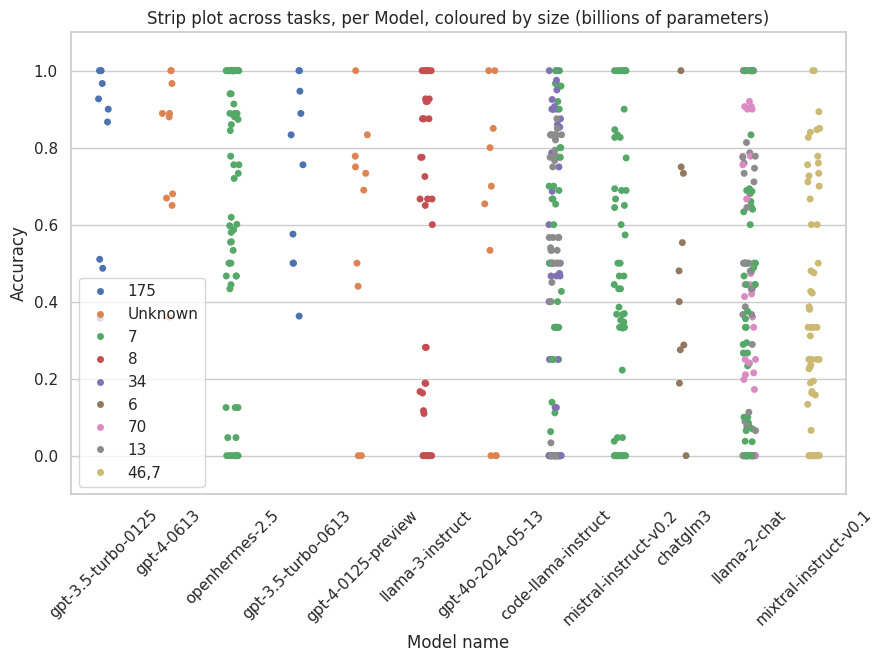 Strip plot across tasks, per Model, coloured by size (billions of parameters)
Accuracy
1.0
0.8
0.6
0.4
0.2
0.0
175
Unknown
7
8
34
6
70
13
46,7
gpt-3.5-turbo-0125
gpt-4-0613
openhermes-2.5
gpt-3.5-turbo-0613
gpt-4-0125-preview
llama-3-instruct
gpt-4o-2024-05-13
code-llama-instruct
mistral-instruct-v0.2
chatglm3
llama-2-chat
mixtral-instruct-v0.1
Model name